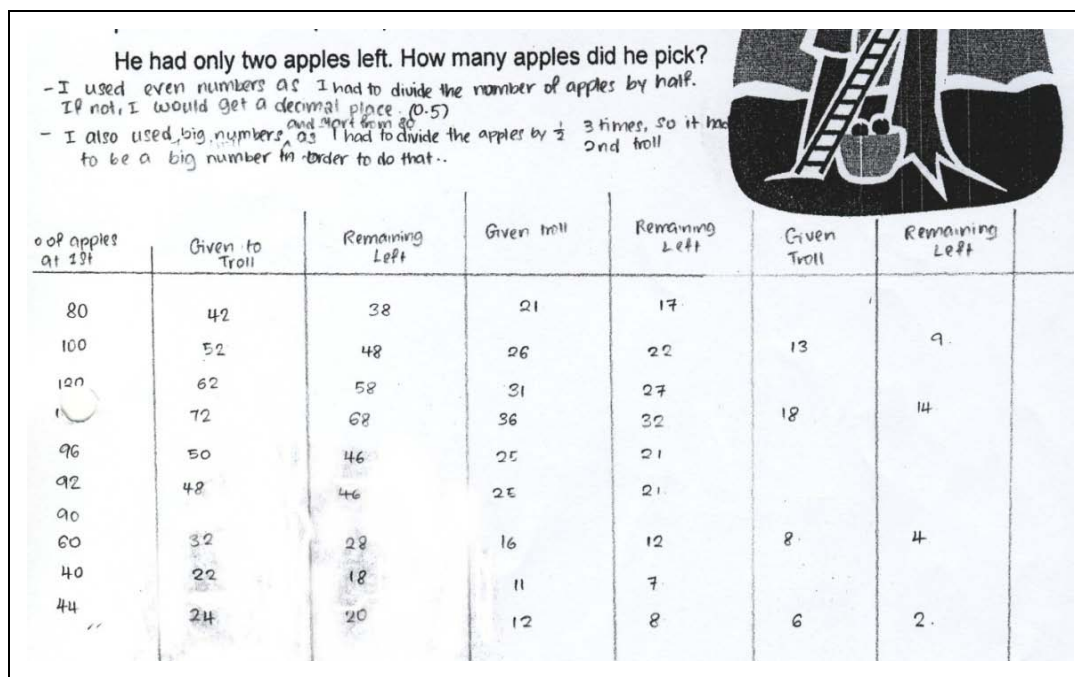 He had only two apples left. How many apples did he pick?
- I used even numbers as I had to divide the nomber of apples by half.
If not, I would get a decimal place. (0.5)
and start from 80
- I also used big numbers as I had to divide the apples by ½ 3 times, so it had
to be a big number in order to do that..
2nd troll
o of apples at 1st Given to Troll Remaining Left Given troll Remaining Left Given Troll Remaining Left
80 42 38 21 17
100 52 48 26 22 13 9.
120 62 58 31 27
72 68 36 32 18 14
96 50 46 25 21
92 48 46 25 21
90
60 32 28 16 12 8 4
40 22 18 11 7
44 24 20 12 8 6 2.